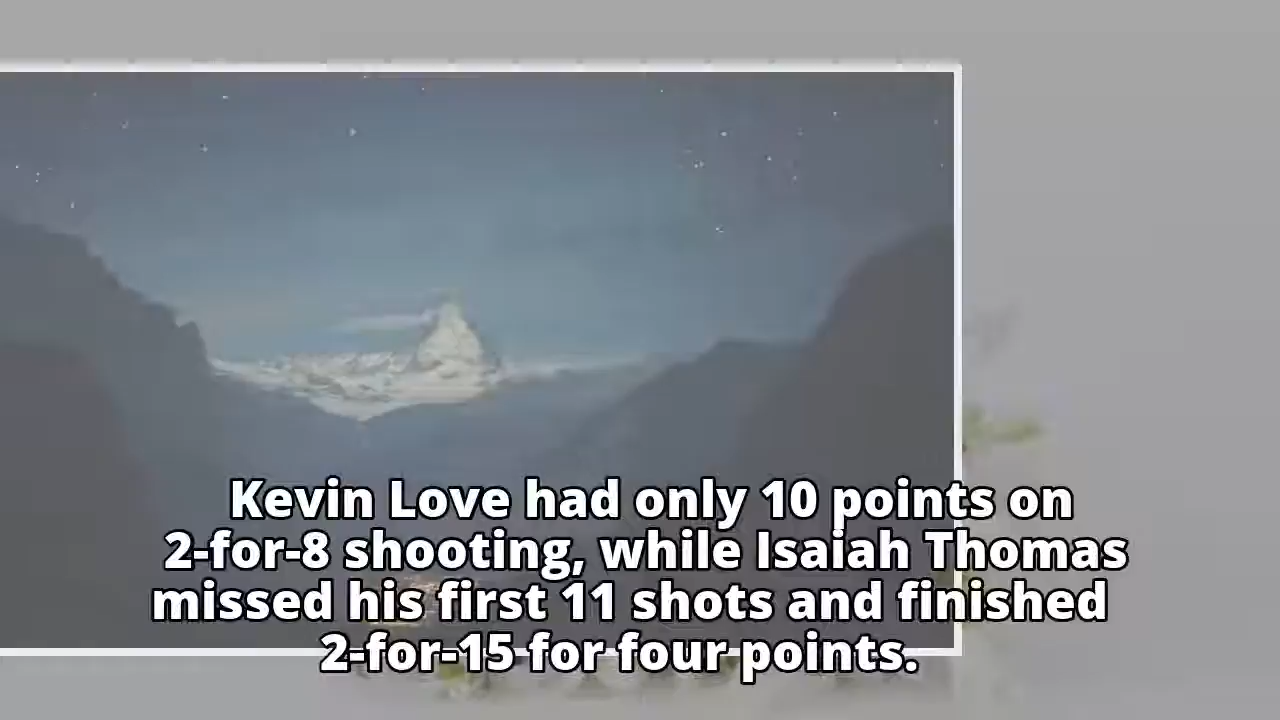 Kevin Love had only 10 points on
2-for-8 shooting, while Isaiah Thomas
missed his first 11 shots and finished
2-for-15 for four points.